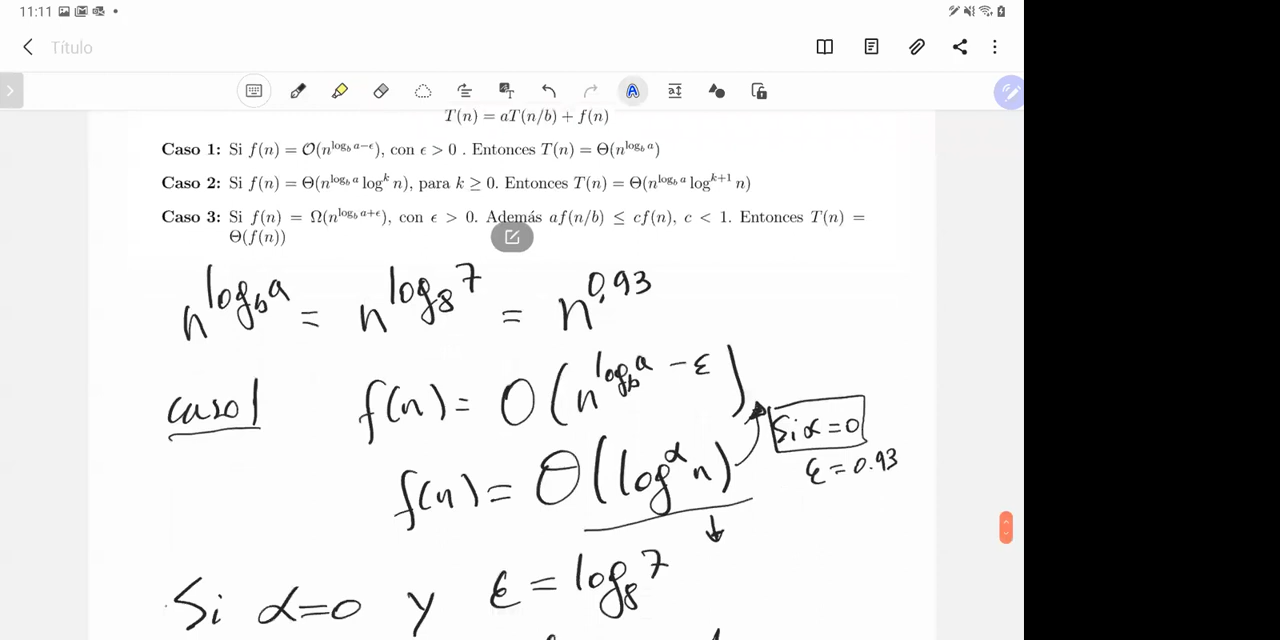 11:11
Título
T(n) = aT(n/b) + f(n)
Caso 1: Si f(n) = O(n^{log_b a−ϵ}), con ϵ > 0 . Entonces T(n) = Θ(n^{log_b a})
Caso 2: Si f(n) = Θ(n^{log_b a} log^k n), para k ≥ 0. Entonces T(n) = Θ(n^{log_b a} log^{k+1} n)
Caso 3: Si f(n) = Ω(n^{log_b a+ϵ}), con ϵ > 0. Además af(n/b) ≤ cf(n), c < 1. Entonces T(n) =
Θ(f(n))
n^{log_b a} = n^{log_8 7} = n^{0,93}
caso 1 f(n) = O(n^{log_b a − ε})
Si α = 0
ε = 0.93
f(n) = O(log^α n)
Si α = 0 y ε = log_8 7